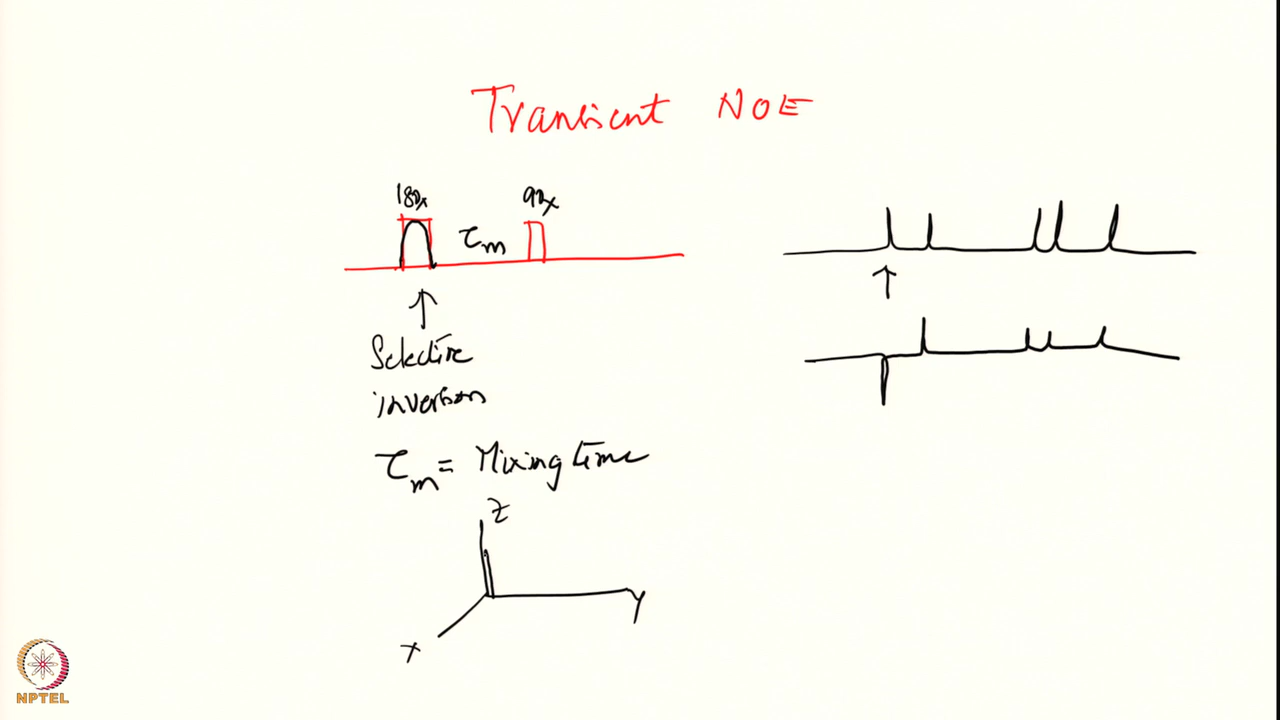 Transient NOE
180x
90x
τm
Selective
inversion
τm = Mixing time
Z
Y
X
NPTEL